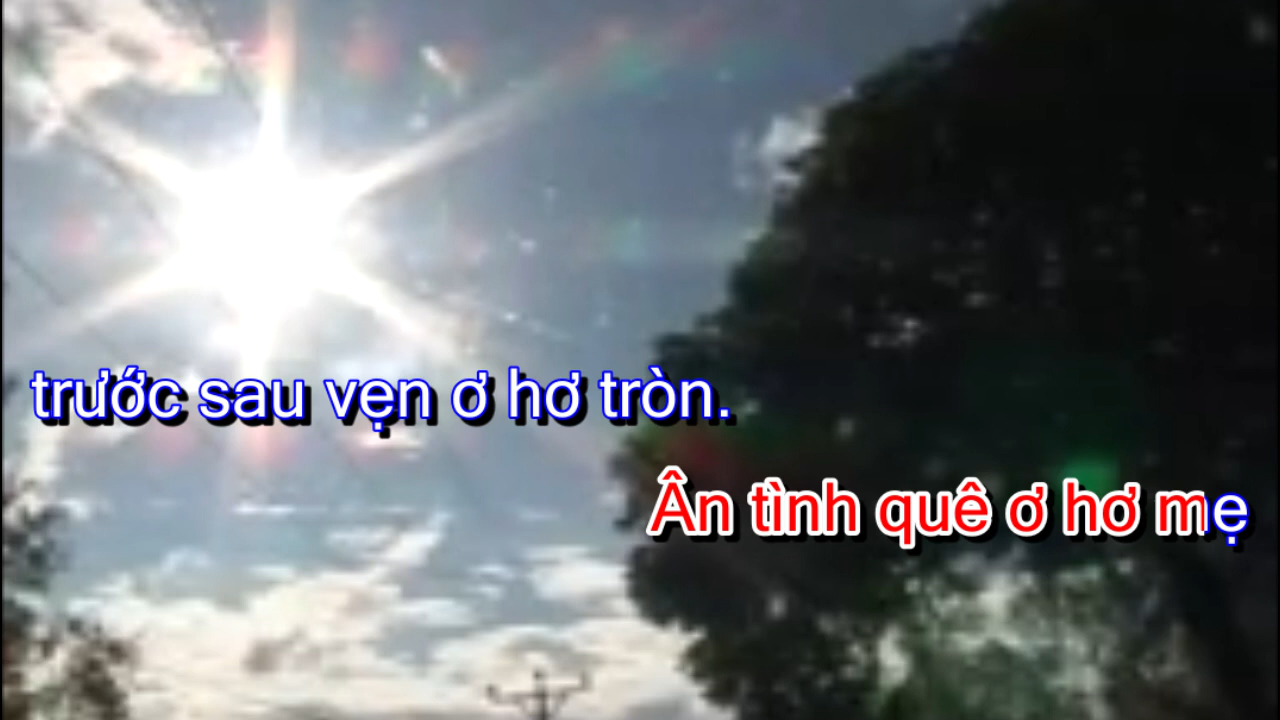 trước sau vẹn ơ hơ tròn.
Ân tình quê ơ hơ mẹ